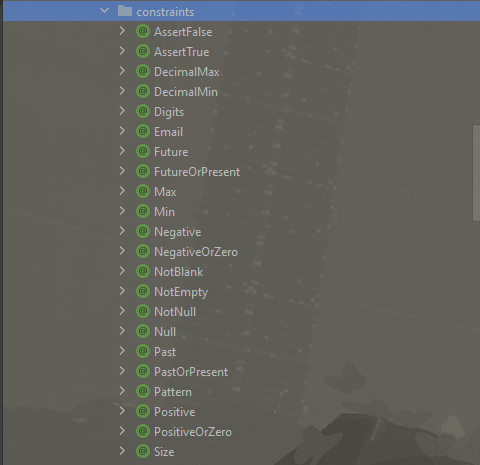 constraints
AssertFalse
AssertTrue
DecimalMax
DecimalMin
Digits
Email
Future
FutureOrPresent
Max
Min
Negative
NegativeOrZero
NotBlank
NotEmpty
NotNull
Null
Past
PastOrPresent
Pattern
Positive
PositiveOrZero
Size